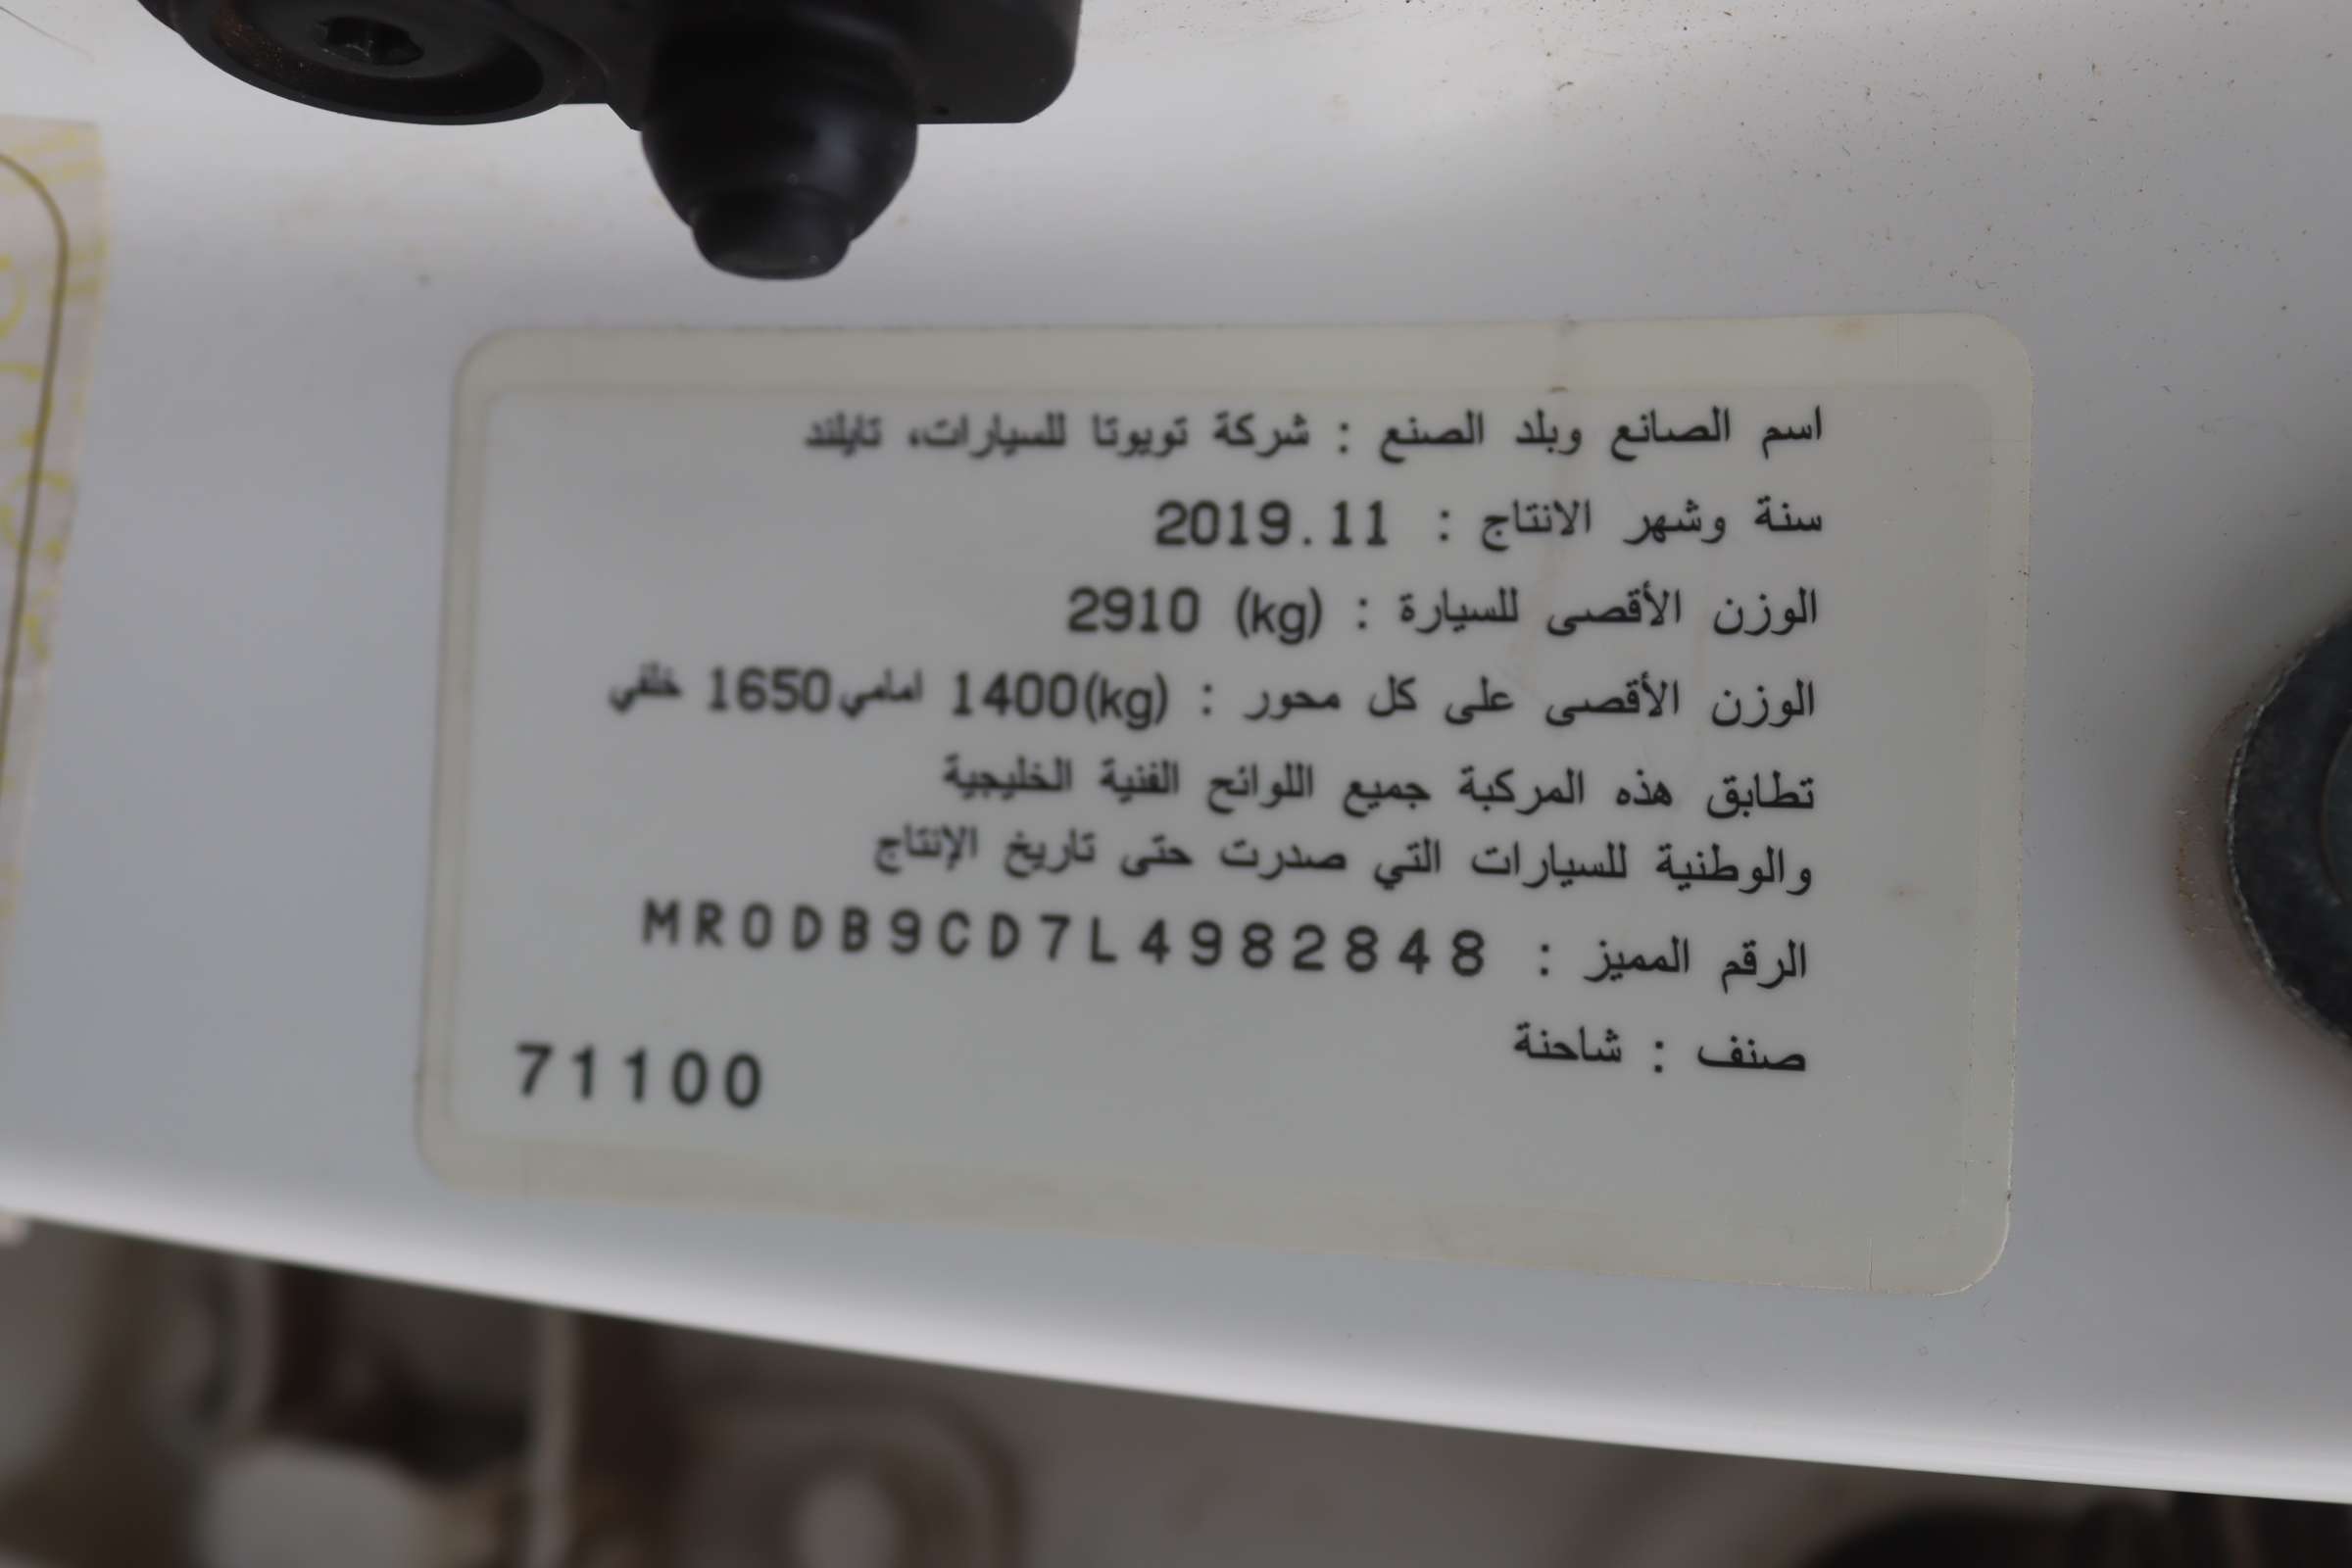 اسم الصانع وبلد الصنع : شركة تويوتا للسيارات، تايلند
سنة وشهر الانتاج : 2019.11
الوزن الأقصى للسيارة : (kg) 2910
الوزن الأقصى على كل محور : (kg)1400 امامي 1650 خلفي
تطابق هذه المركبة جميع اللوائح الفنية الخليجية
والوطنية للسيارات التي صدرت حتى تاريخ الإنتاج
الرقم المميز : MR0DB9CD7L4982848
صنف : شاحنة 71100